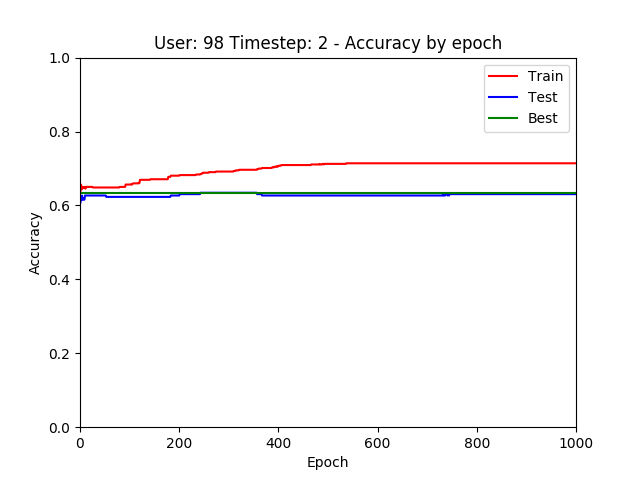 User: 98 Timestep: 2 - Accuracy by epoch
1.0
0.8
0.6
0.4
0.2
0.0
Accuracy
Train
Test
Best
0 200 400 600 800 1000
Epoch